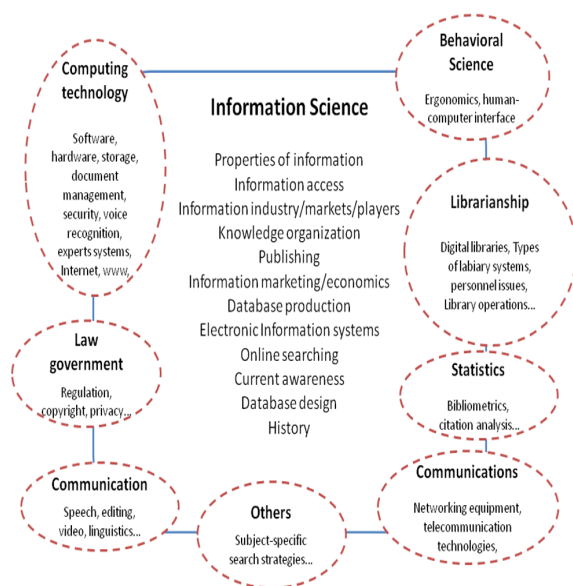 Computing
technology
Software,
hardware, storage,
document
management,
security, voice
recognition,
experts systems,
Internet, www,
Behavioral
Science
Ergonomics, human-
computer interface
Information Science
Properties of information
Information access
Information industry/markets/players
Knowledge organization
Publishing
Information marketing/economics
Database production
Electronic Information systems
Online searching
Current awareness
Database design
History
Librarianship
Digital libraries, Types
of labiary systems,
personnel issues,
Library operations...
Law
government
Regulation,
copyright, privacy...
Statistics
Bibliometrics,
citation analysis...
Communication
Speech, editing,
video, linguistics...
Others
Subject-specific
search strategies...
Communications
Networking equipment,
telecommunication
technologies,